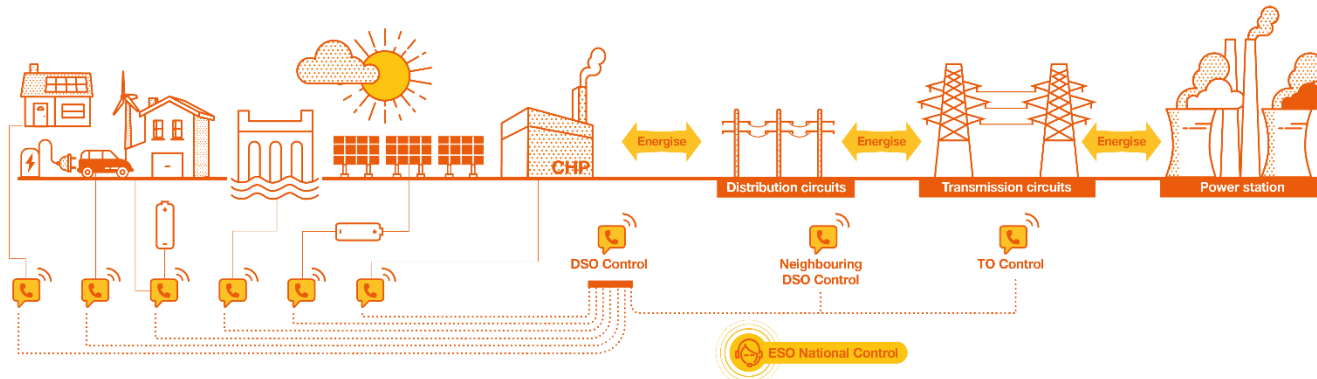 CHP
Energise
Energise
Energise
Distribution circuits
Transmission circuits
Power station
DSO Control
Neighbouring
DSO Control
TO Control
ESO National Control